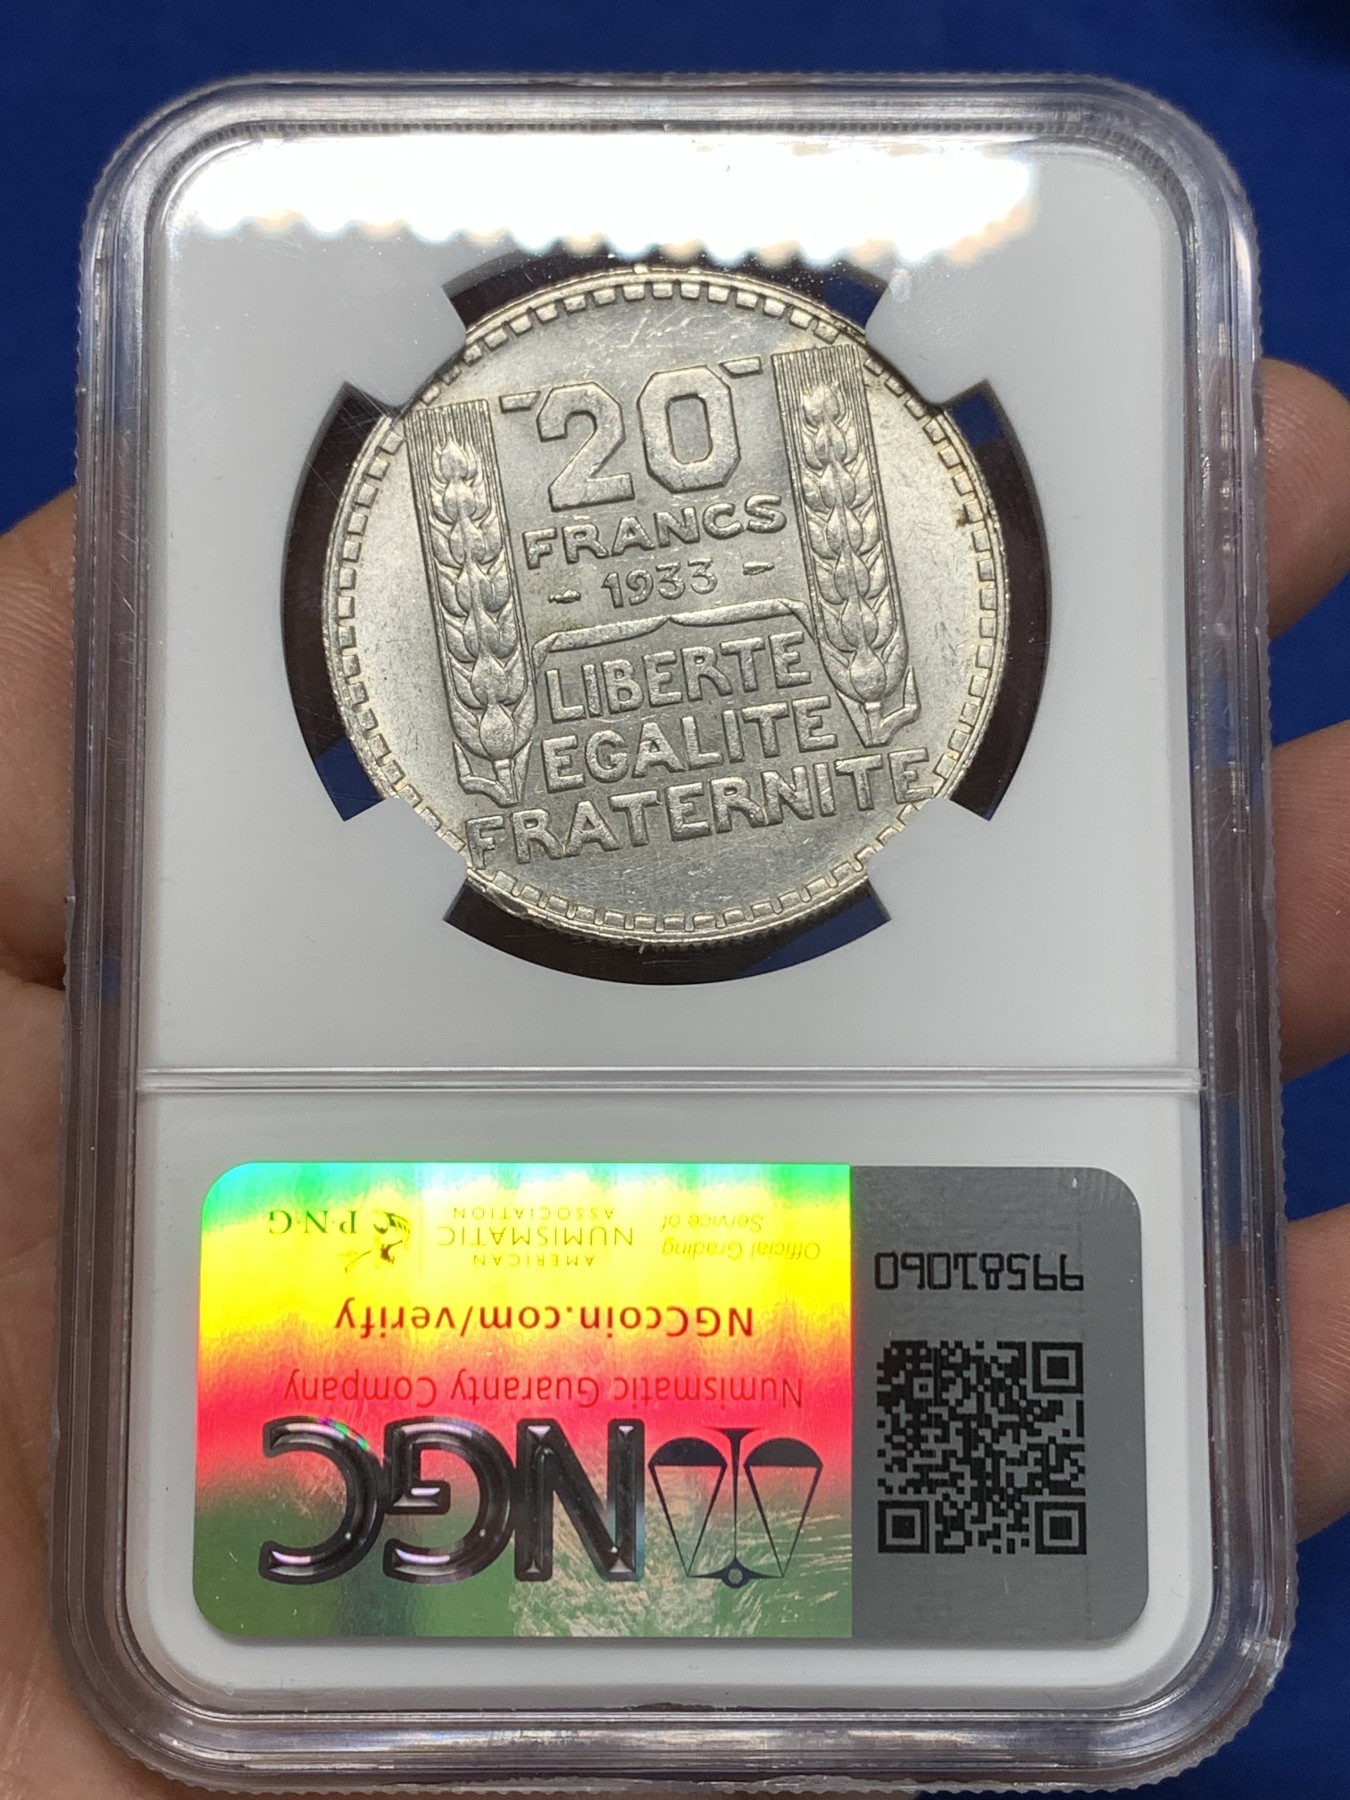 20
FRANCS
- 1933 -
LIBERTE
EGALITE
FRATERNITE
NGC
Numismatic Guaranty Company
NGCcoin.com/verify
Official Grading
Service of
AMERICAN
NUMISMATIC
ASSOCIATION
P·N·G
99581060